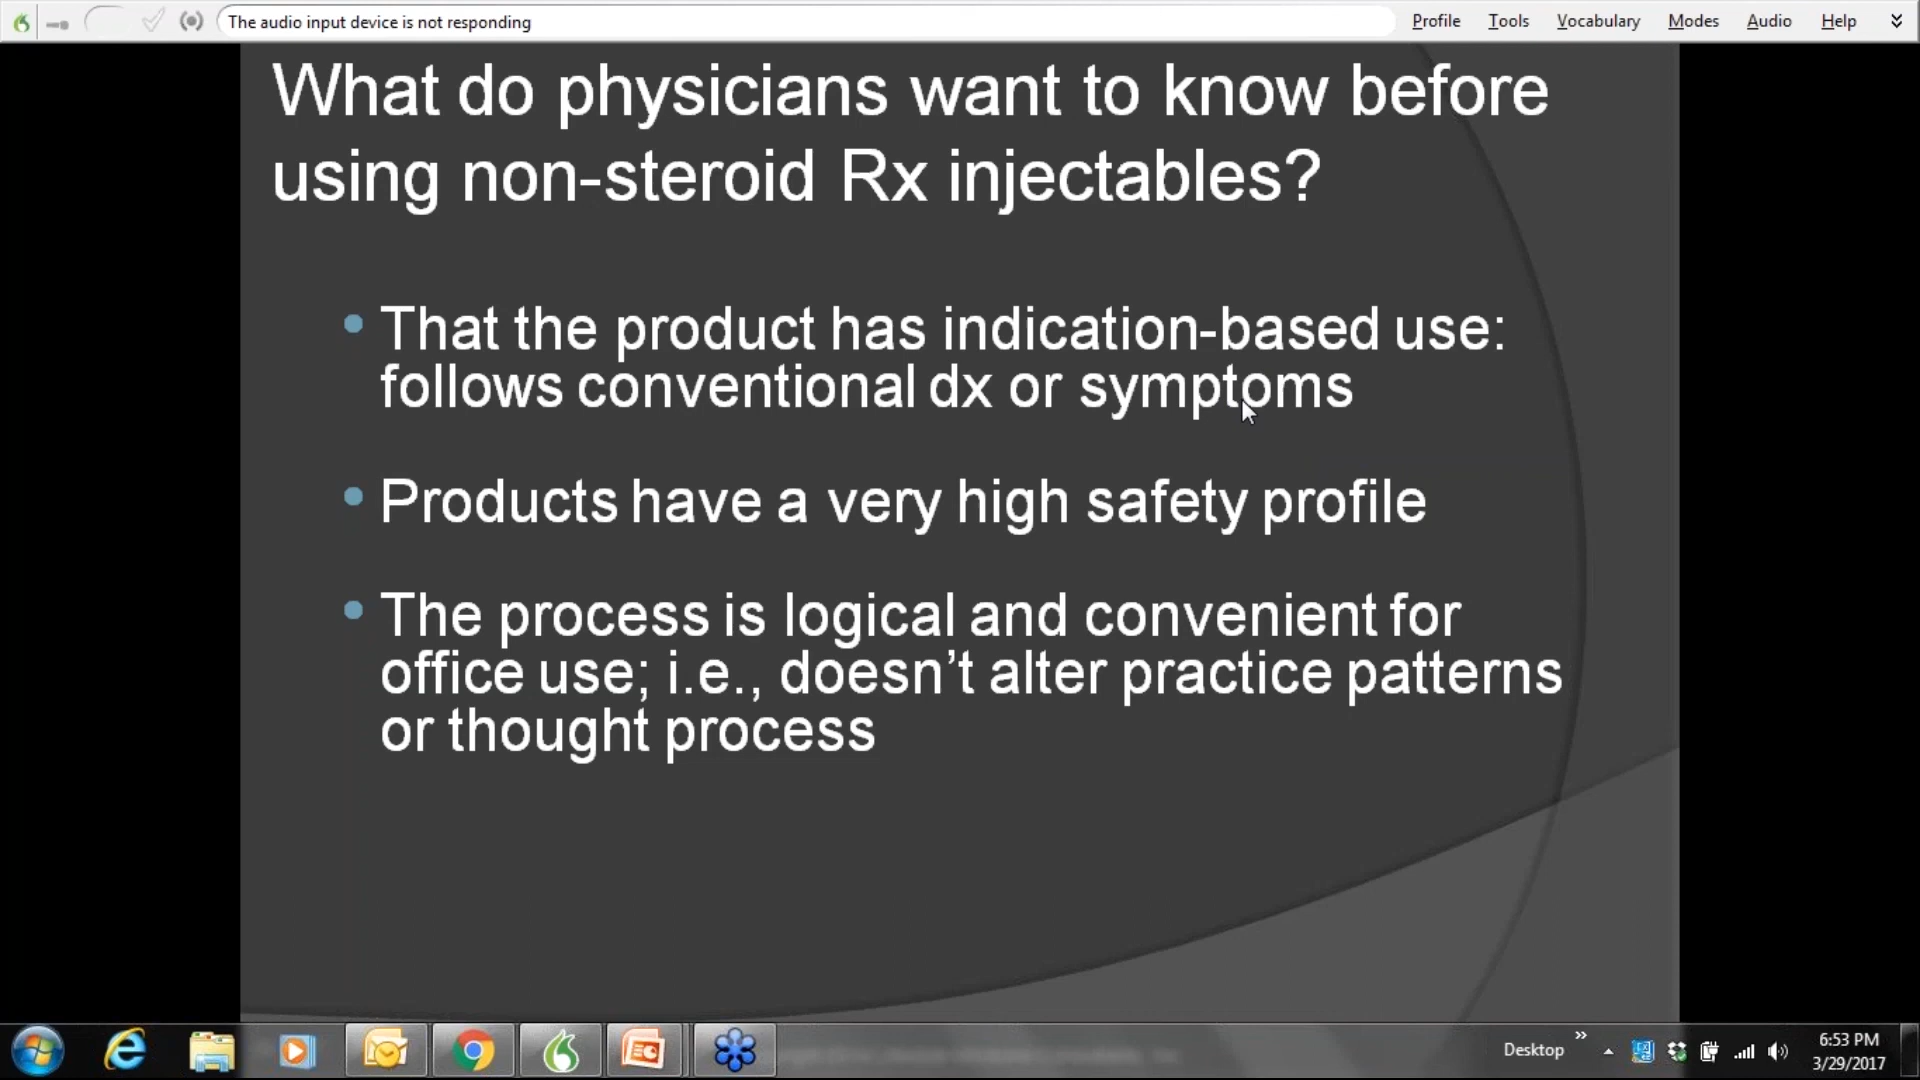 The audio input device is not responding
Profile Tools Vocabulary Modes Audio Help
What do physicians want to know before
using non-steroid Rx injectables?
• That the product has indication-based use:
follows conventional dx or symptoms
• Products have a very high safety profile
• The process is logical and convenient for
office use; i.e., doesn’t alter practice patterns
or thought process
Desktop
6:53 PM
3/29/2017